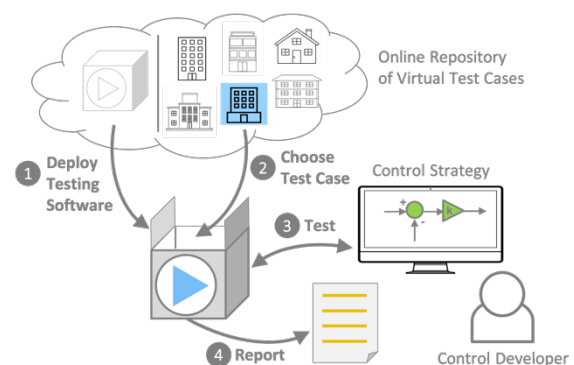 Online Repository
of Virtual Test Cases
1 Deploy
Testing
Software
2 Choose
Test Case
Control Strategy
+
k
-
3 Test
4 Report
Control Developer